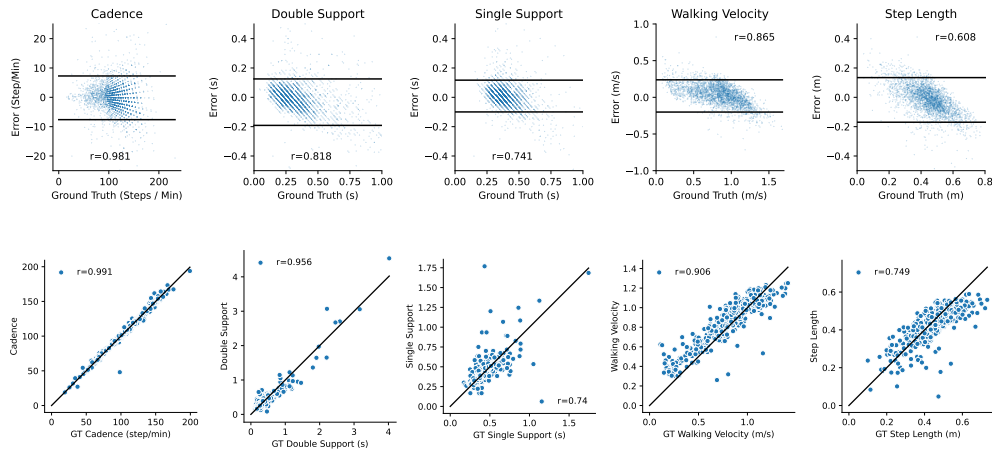 Cadence
Double Support
Single Support
Walking Velocity
Step Length
Error (Step/Min)
20
10
0
−10
−20
r=0.981
0 100 200
Ground Truth (Steps / Min)
Error (s)
0.4
0.2
0.0
−0.2
−0.4
r=0.818
0.00 0.25 0.50 0.75 1.00
Ground Truth (s)
Error (s)
0.4
0.2
0.0
−0.2
−0.4
r=0.741
0.00 0.25 0.50 0.75 1.00
Ground Truth (s)
Error (m/s)
1.0
0.5
0.0
−0.5
−1.0
r=0.865
0.0 0.5 1.0 1.5
Ground Truth (m/s)
Error (m)
0.4
0.2
0.0
−0.2
−0.4
r=0.608
0.0 0.2 0.4 0.6 0.8
Ground Truth (m)
Cadence
200
150
100
50
0
r=0.991
0 50 100 150 200
GT Cadence (step/min)
Double Support
4
3
2
1
0
r=0.956
0 1 2 3 4
GT Double Support (s)
Single Support
1.75
1.50
1.25
1.00
0.75
0.50
0.25
0.00
r=0.74
0.0 0.5 1.0 1.5
GT Single Support (s)
Walking Velocity
1.4
1.2
1.0
0.8
0.6
0.4
0.2
0.0
r=0.906
0.0 0.5 1.0
GT Walking Velocity (m/s)
Step Length
0.6
0.4
0.2
0.0
r=0.749
0.0 0.2 0.4 0.6
GT Step Length (m)